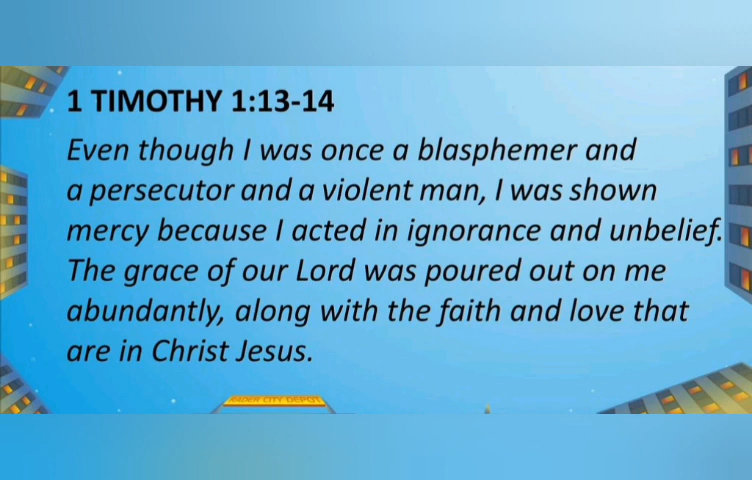 1 TIMOTHY 1:13-14
Even though I was once a blasphemer and
a persecutor and a violent man, I was shown
mercy because I acted in ignorance and unbelief.
The grace of our Lord was poured out on me
abundantly, along with the faith and love that
are in Christ Jesus.
CITY DEPOT